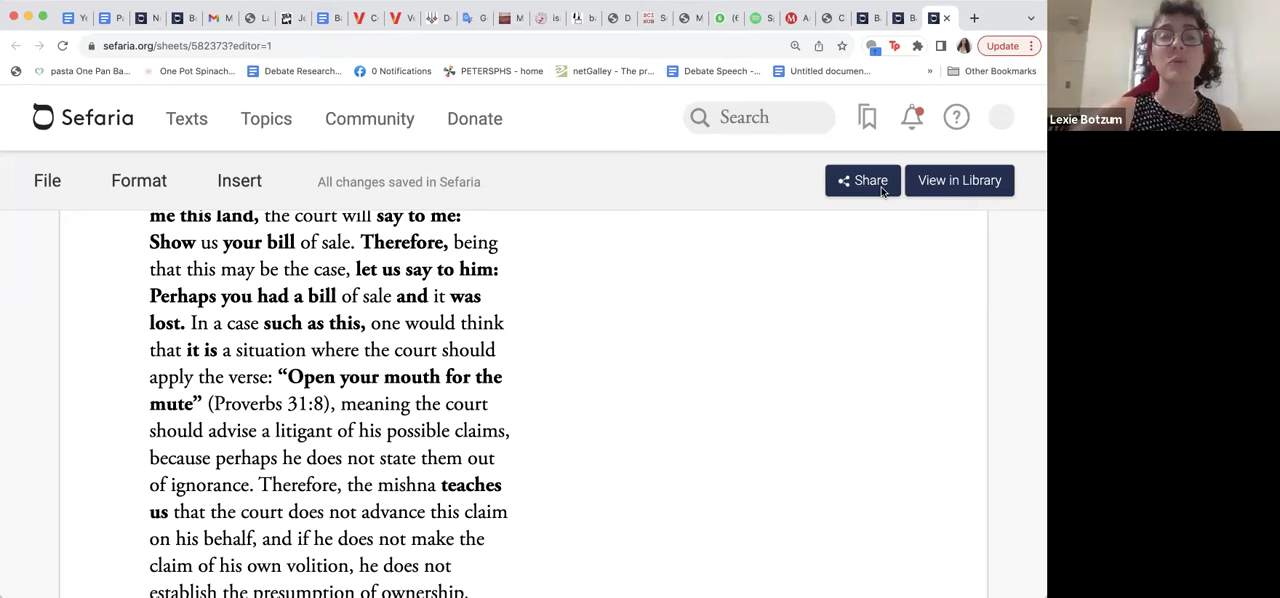 sefaria.org/sheets/582373?editor=1
Update
pasta One Pan Ba...
One Pot Spinach...
Debate Research...
0 Notifications
PETERSPHS - home
netGalley - The pr...
Debate Speech -...
Untitled documen...
»
Other Bookmarks
Sefaria
Texts
Topics
Community
Donate
Search
File
Format
Insert
All changes saved in Sefaria
Share
View in Library
me this land, the court will say to me:
Show us your bill of sale. Therefore, being
that this may be the case, let us say to him:
Perhaps you had a bill of sale and it was
lost. In a case such as this, one would think
that it is a situation where the court should
apply the verse: “Open your mouth for the
mute” (Proverbs 31:8), meaning the court
should advise a litigant of his possible claims,
because perhaps he does not state them out
of ignorance. Therefore, the mishna teaches
us that the court does not advance this claim
on his behalf, and if he does not make the
claim of his own volition, he does not
establish the presumption of ownership.
Lexie Botzum